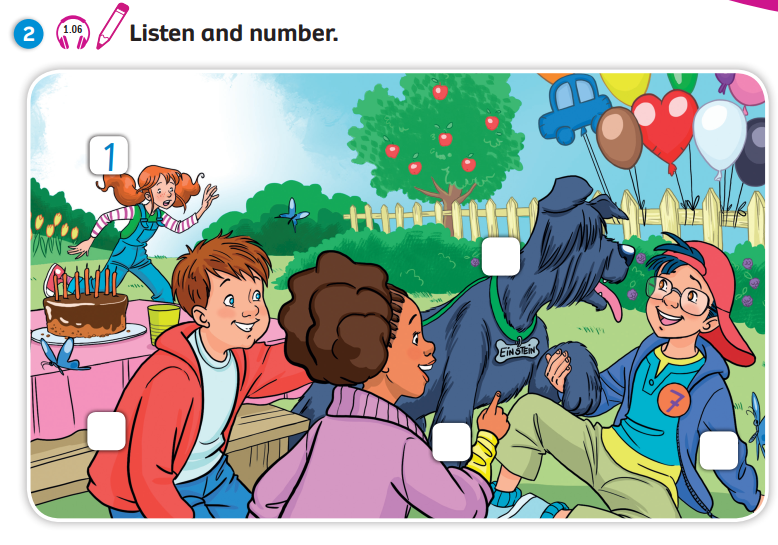 2 1.06 Listen and number.
1
EINSTEIN
7